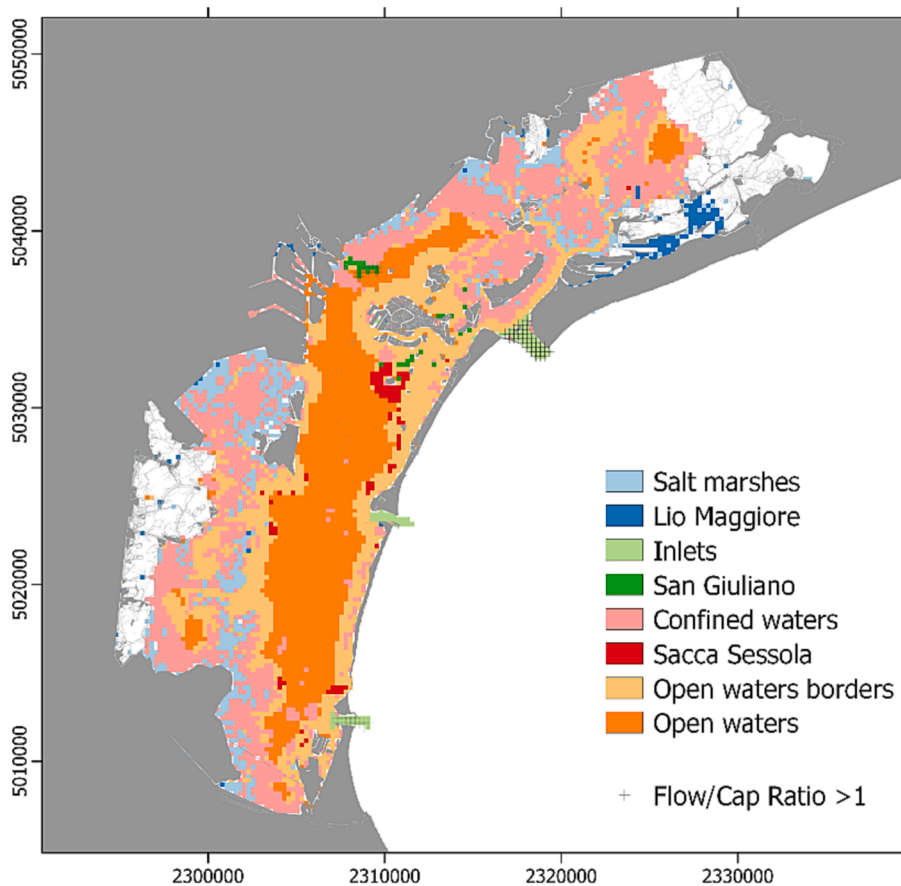 5050000
5040000
5030000
5020000
5010000
Salt marshes
Lio Maggiore
Inlets
San Giuliano
Confined waters
Sacca Sessola
Open waters borders
Open waters
+ Flow/Cap Ratio >1
2300000 2310000 2320000 2330000